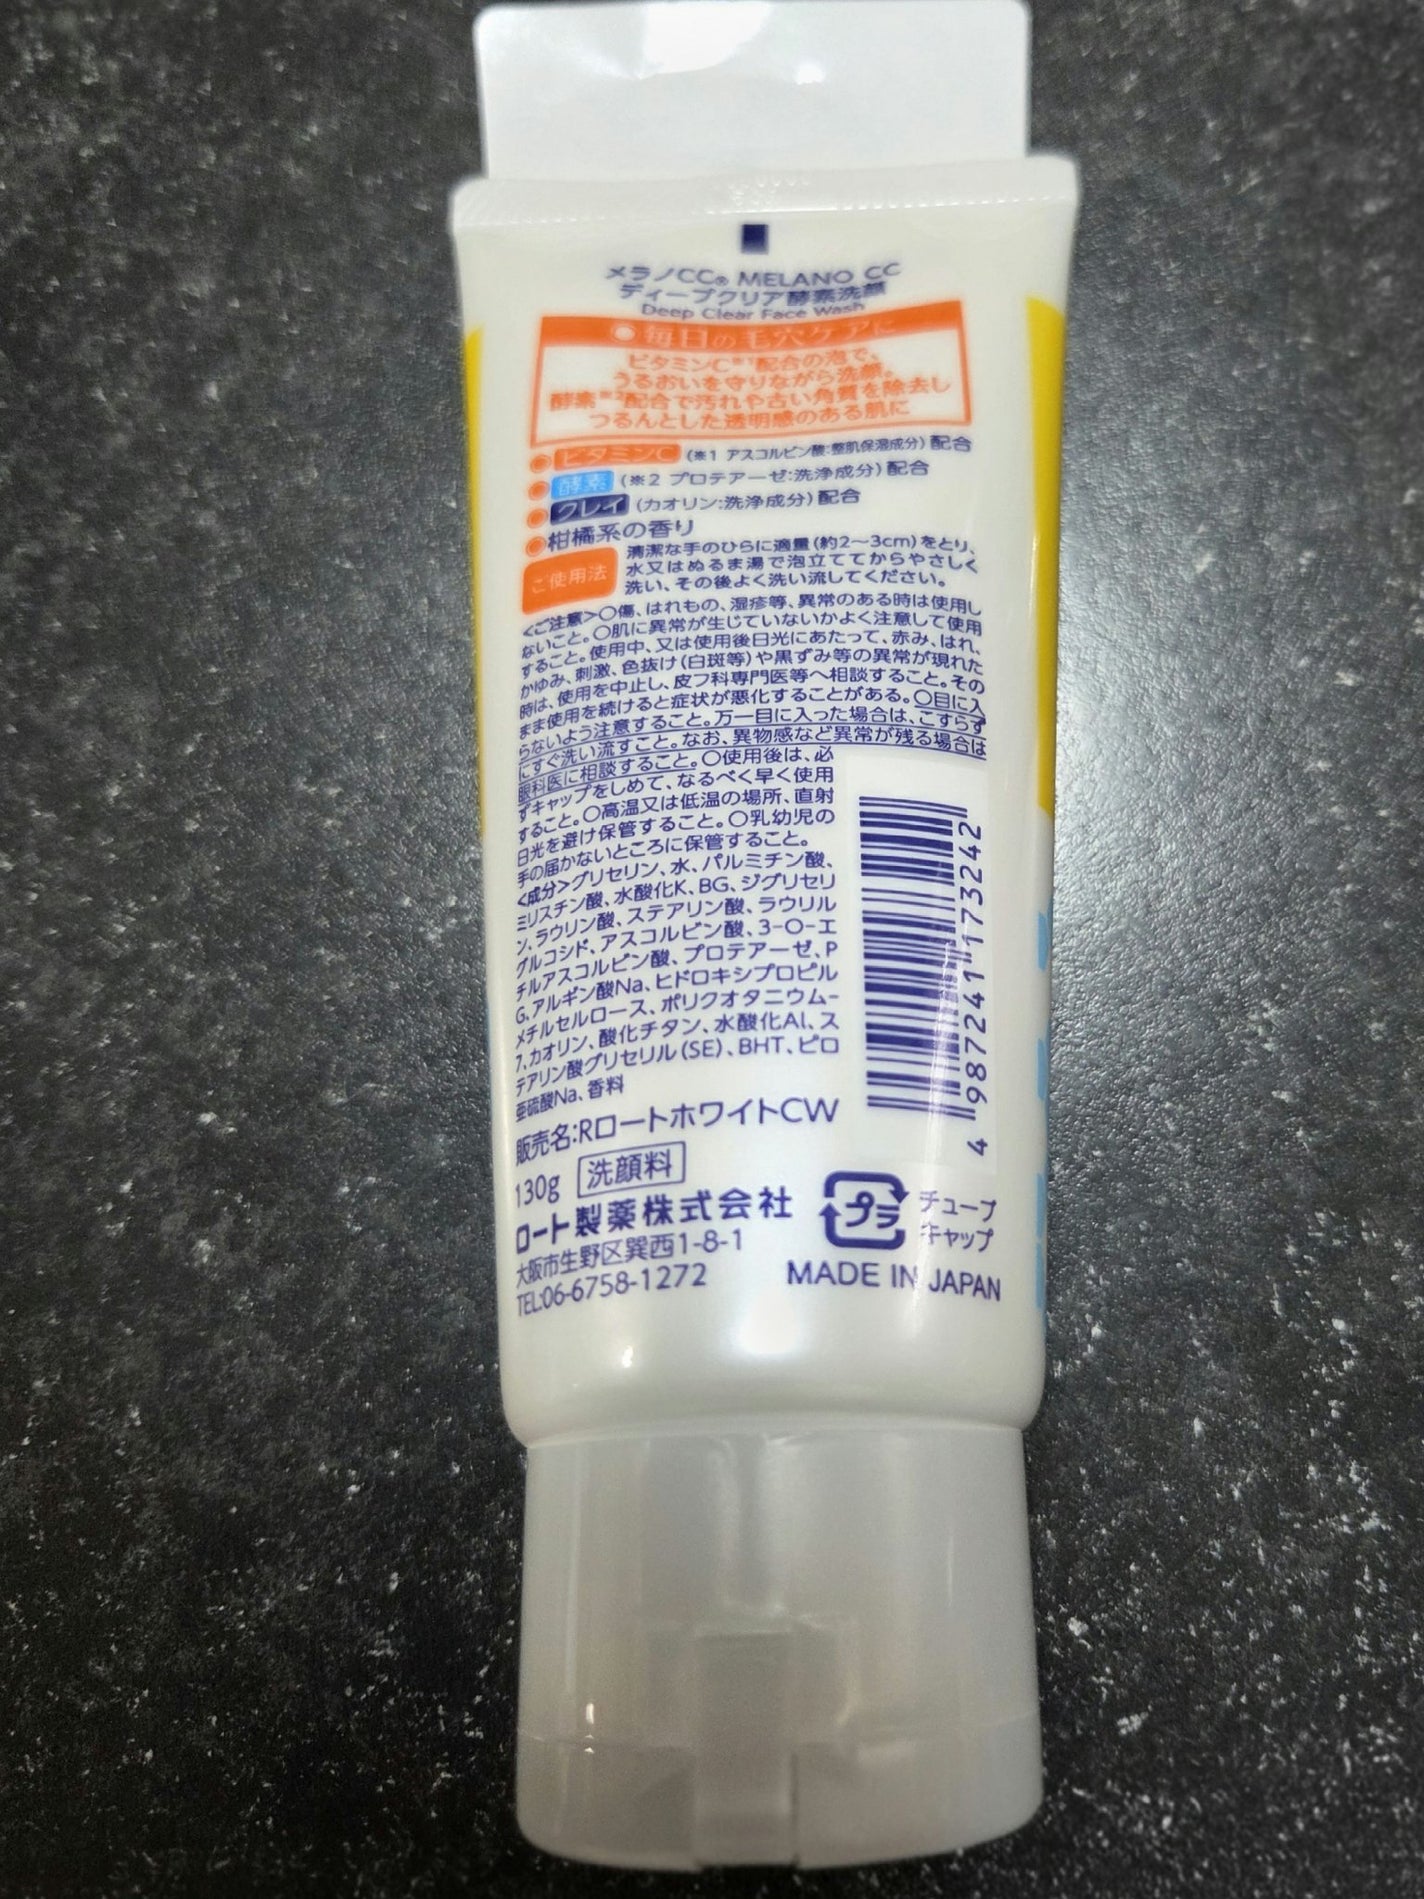 メラノCC® MELANO CC
ディープクリア酵素洗顔
Deep Clear Face Wash
毎日の毛穴ケアに
ビタミンC※1配合の泡で、
うるおいを守りながら洗顔。
酵素※2配合で汚れや古い角質を除去し
つるんとした透明感のある肌に
ビタミンC (※1 アスコルビン酸:整肌保湿成分) 配合
酵素 (※2 プロテアーゼ:洗浄成分) 配合
クレイ (カオリン:洗浄成分) 配合
柑橘系の香り
ご使用法
清潔な手のひらに適量(約2〜3cm)をとり、
水又はぬるま湯で泡立ててからやさしく
洗い、その後よく洗い流してください。
<ご注意>〇傷、はれもの、湿疹等、異常のある時は使用し
ないこと。〇肌に異常が生じていないかよく注意して使用
すること。使用中、又は使用後日光にあたって、赤み、はれ、
かゆみ、刺激、色抜け(白斑等)や黒ずみ等の異常が現れた
時は、使用を中止し、皮フ科専門医等へ相談すること。その
まま使用を続けると症状が悪化することがある。〇目に入
らないよう注意すること。万一目に入った場合は、こすらず
にすぐ洗い流すこと。なお、異物感など異常が残る場合は
眼科医に相談すること。〇使用後は、必
ずキャップをしめて、なるべく早く使用
すること。〇高温又は低温の場所、直射
日光を避け保管すること。〇乳幼児の
手の届かないところに保管すること。
<成分>グリセリン、水、パルミチン酸、
ミリスチン酸、水酸化K、BG、ジグリセリ
ン、ラウリン酸、ステアリン酸、ラウリル
グルコシド、アスコルビン酸、3-O-エ
チルアスコルビン酸、プロテアーゼ、P
G、アルギン酸Na、ヒドロキシプロピル
メチルセルロース、ポリクオタニウム-
7、カオリン、酸化チタン、水酸化Al、ス
テアリン酸グリセリル(SE)、BHT、ピロ
亜硫酸Na、香料
4 987241 173242
販売名:RロートホワイトCW
130g 洗顔料
ロート製薬株式会社
大阪市生野区巽西1-8-1
TEL:06-6758-1272
プラ
チューブ
キャップ
MADE IN JAPAN